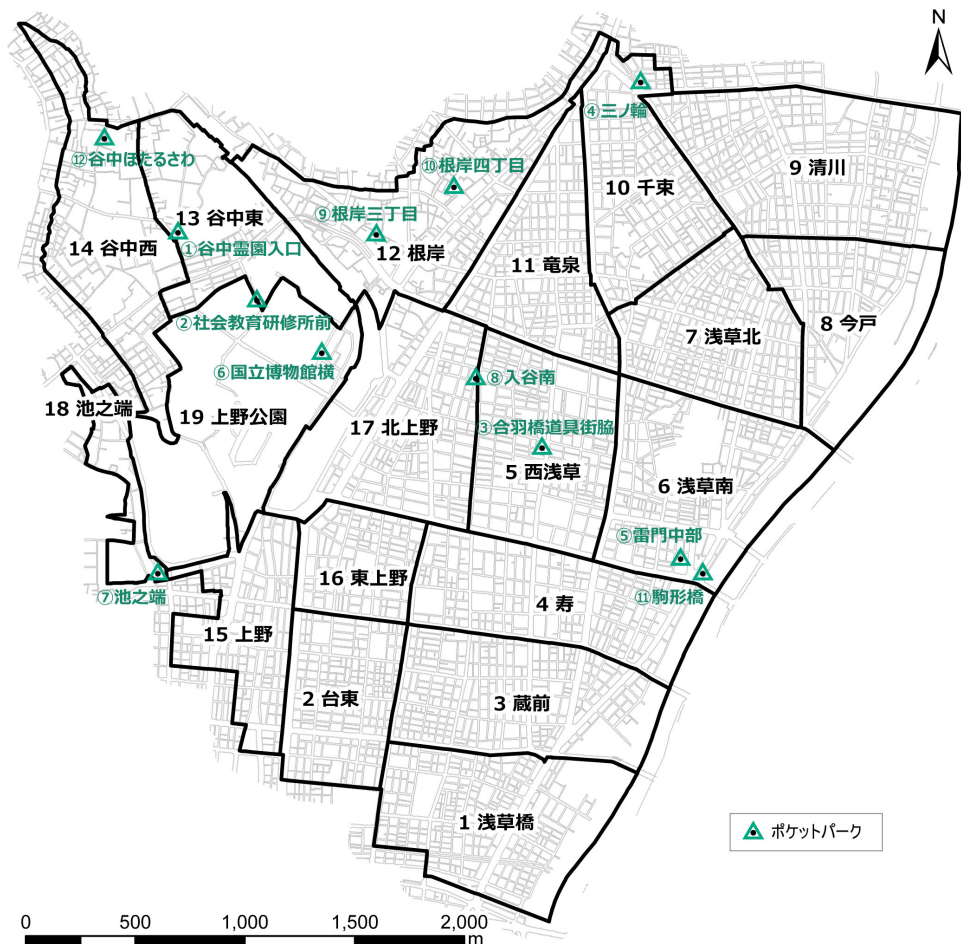 N
④三ノ輪
⑫谷中ほたるさわ
⑩根岸四丁目
9 清川
10 千束
⑨根岸三丁目
13 谷中東
14 谷中西
①谷中霊園入口
12 根岸
11 竜泉
②社会教育研修所前
7 浅草北
8 今戸
⑥国立博物館横
⑧入谷南
18 池之端
19 上野公園
17 北上野
③合羽橋道具街脇
5 西浅草
6 浅草南
⑤雷門中部
16 東上野
⑦池之端
⑪駒形橋
4 寿
15 上野
2 台東
3 蔵前
1 浅草橋
ポケットパーク
0 500 1,000 1,500 2,000
m